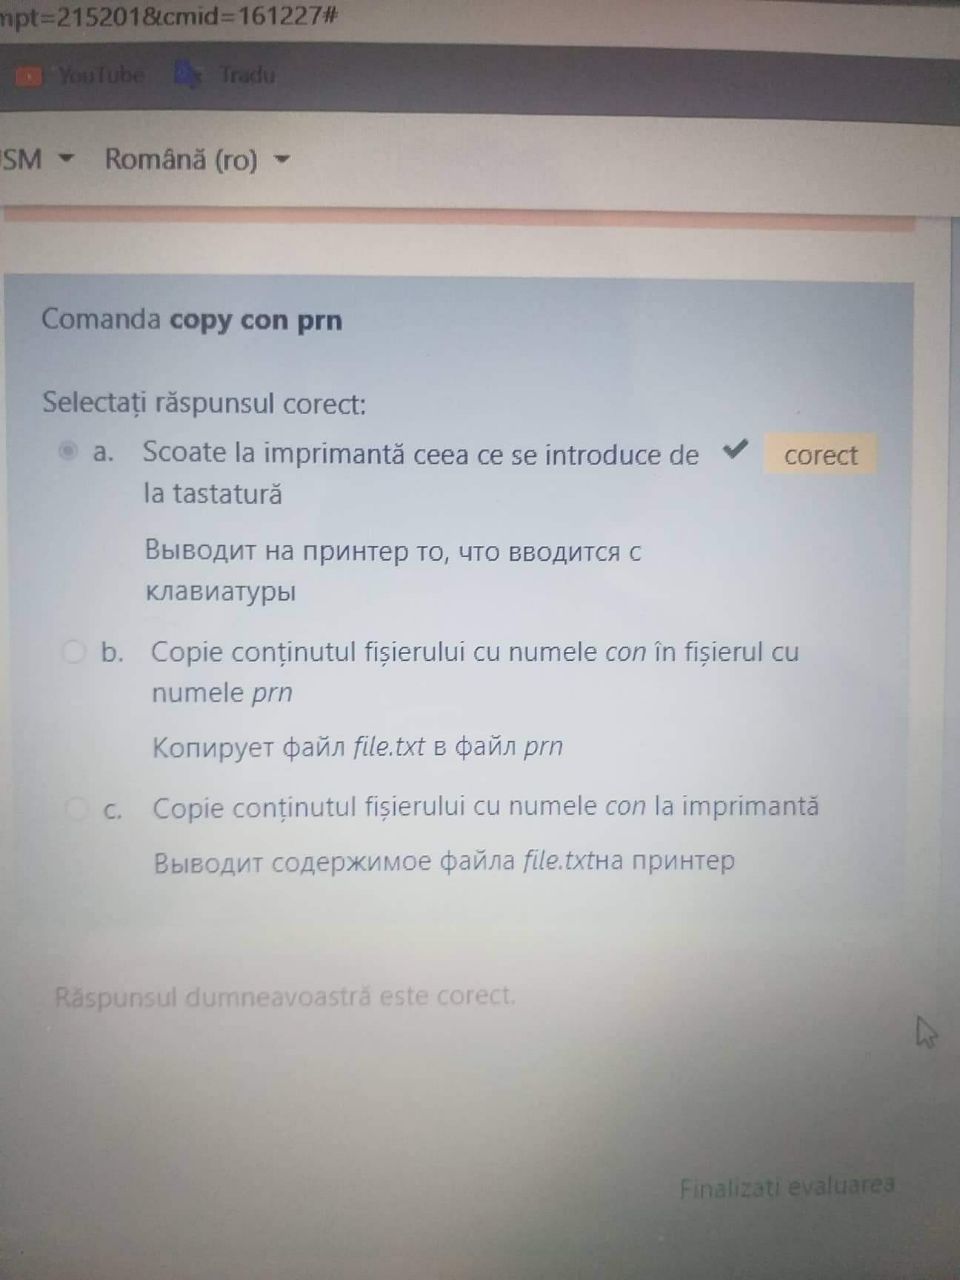 mpt=215201&cmid=161227#
YouTube Tradu
SM Română (ro)
Comanda copy con prn
Selectați răspunsul corect:
a. Scoate la imprimantă ceea ce se introduce de corect
la tastatură
Выводит на принтер то, что вводится с
клавиатуры
b. Copie conținutul fișierului cu numele con în fișierul cu
numele prn
Копирует файл file.txt в файл prn
c. Copie conținutul fișierului cu numele con la imprimantă
Выводит содержимое файла file.txtна принтер
Răspunsul dumneavoastră este corect.
Finalizati evaluarea